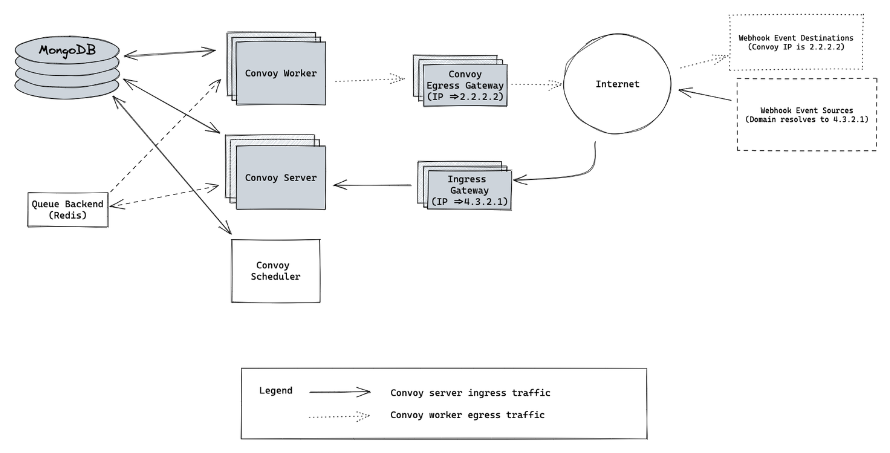 MongoDB
Convoy Worker
Convoy
Egress Gateway
(IP ⇒2.2.2.2)
Internet
Webhook Event Destinations
(Convoy IP is 2.2.2.2)
Webhook Event Sources
(Domain resolves to 4.3.2.1)
Convoy Server
Ingress
Gateway
(IP ⇒4.3.2.1)
Queue Backend
(Redis)
Convoy
Scheduler
Legend
Convoy server ingress traffic
Convoy worker egress traffic